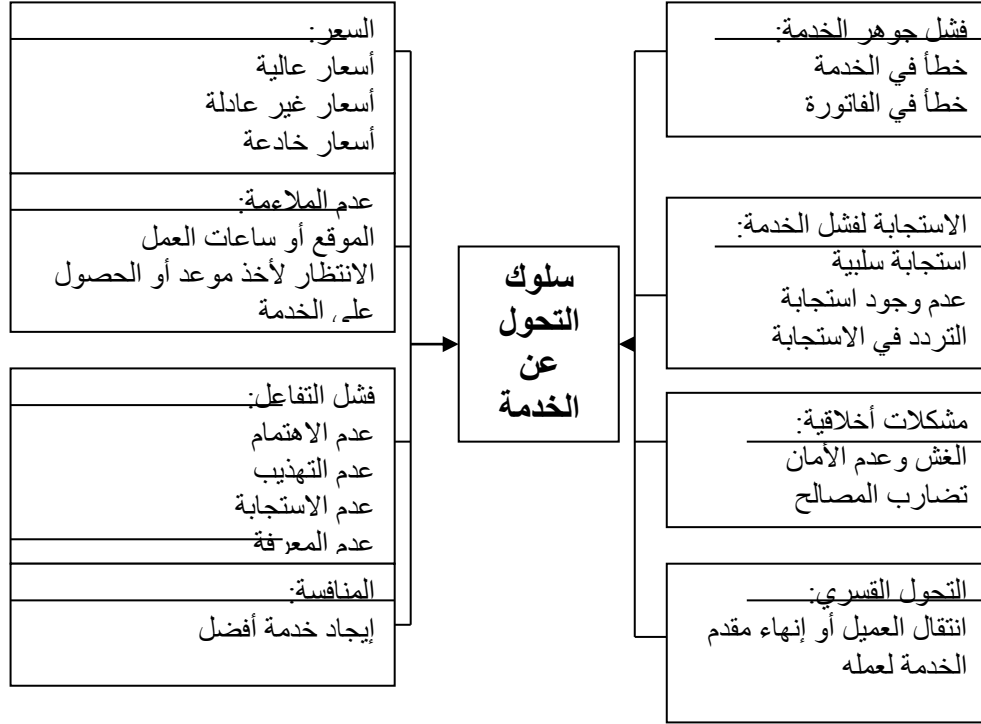 فشل جوهر الخدمة:
خطأ في الخدمة
خطأ في الفاتورة
الاستجابة لفشل الخدمة:
استجابة سلبية
عدم وجود استجابة
التردد في الاستجابة
مشكلات أخلاقية:
الغش وعدم الأمان
تضارب المصالح
التحول القسري:
انتقال العميل أو إنهاء مقدم
الخدمة لعمله
سلوك
التحول
عن
الخدمة
السعر:
أسعار عالية
أسعار غير عادلة
أسعار خادعة
عدم الملاءمة:
الموقع أو ساعات العمل
الانتظار لأخذ موعد أو الحصول
على الخدمة
فشل التفاعل:
عدم الاهتمام
عدم التهذيب
عدم الاستجابة
عدم المعرفة
المنافسة:
إيجاد خدمة أفضل